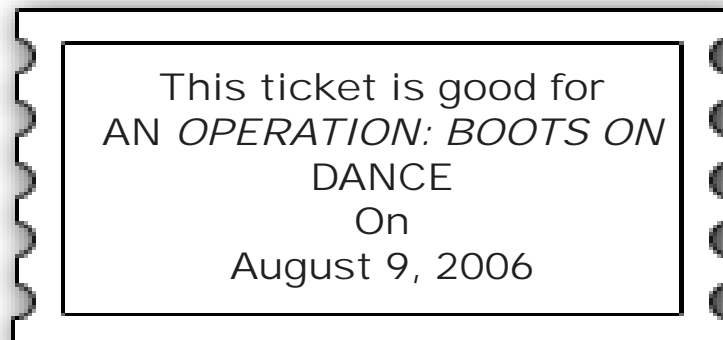 This ticket is good for
AN OPERATION: BOOTS ON
DANCE
On
August 9, 2006